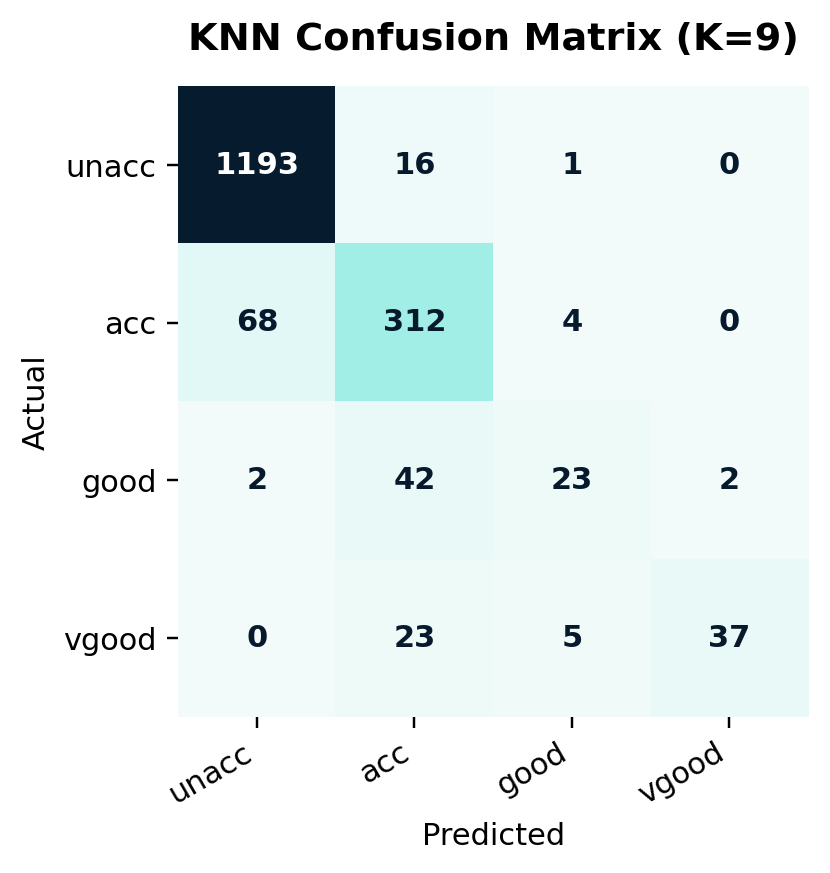 KNN Confusion Matrix (K=9)
unacc 1193 16 1 0
acc 68 312 4 0
good 2 42 23 2
vgood 0 23 5 37
Actual
unacc acc good vgood
Predicted